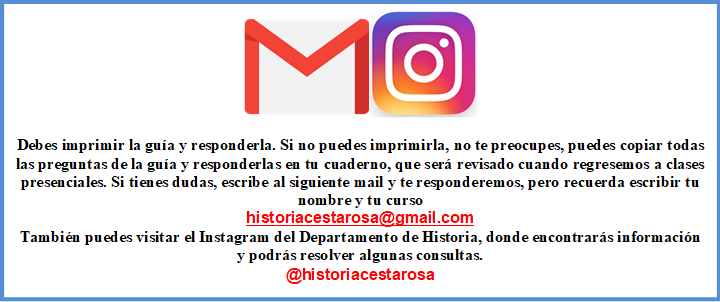 Debes imprimir la guía y responderla. Si no puedes imprimirla, no te preocupes, puedes copiar todas
las preguntas de la guía y responderlas en tu cuaderno, que será revisado cuando regresemos a clases
presenciales. Si tienes dudas, escribe al siguiente mail y te responderemos, pero recuerda escribir tu
nombre y tu curso
historiacestarosa@gmail.com
También puedes visitar el Instagram del Departamento de Historia, donde encontrarás información
y podrás resolver algunas consultas.
@historiacestarosa